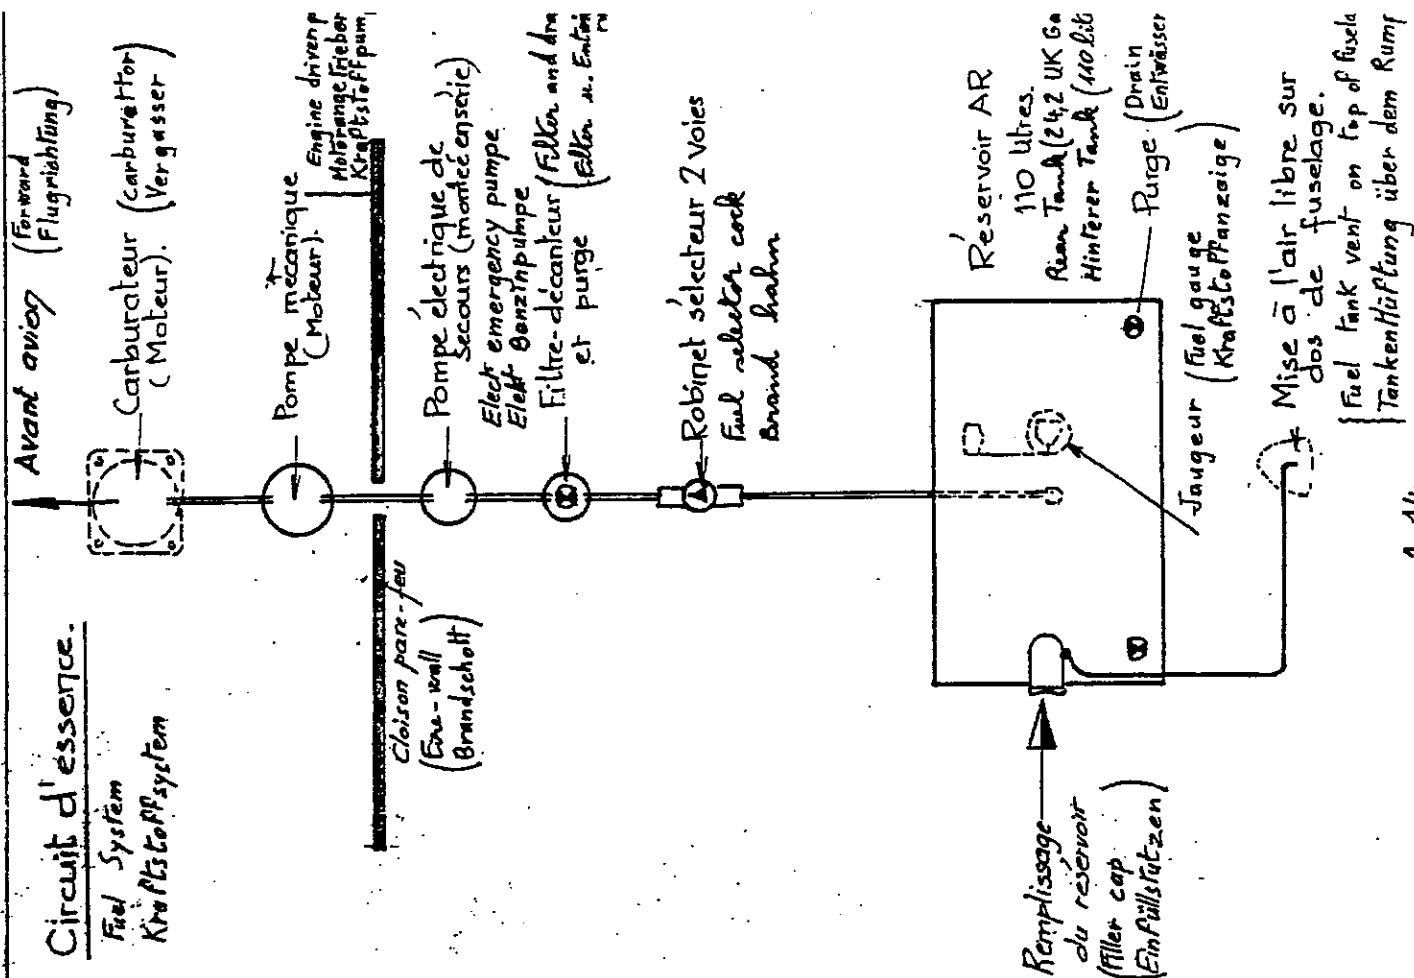 Circuit d'essence.
Fuel System
Kraftstoffsystem
Avant avion
(Forward
Flugrichtung)
Carburateur
(Moteur).
(carburettor
Vergasser)
Pompe mécanique
(Moteur).
Engine driven p
Kraftstoffpum
Cloison pare-feu
(Fire-wall
Brandschott)
Pompe électrique de
secours (montée en série)
Elect emergency pumpe
Elekt Benzinpumpe
Filtre-décanteur
et purge
(Filter and dra
Filter u. Entwä
Robinet sélecteur 2 voies
Fuel selector cock
Brand hahn
Réservoir AR
110 litres.
Rear Tank (24,2 UK Ga
Hinterer Tank (110 lit
Purge.
(Drain
Entwässer
Jaugeur
(Fuel gauge
Kraftstoffanzaige)
Mise à l'air libre sur
dos de fuselage.
(Fuel tank vent on top of fusela
Tankenlüftung über dem Rumpf
Remplissage
du réservoir
(Filler cap
Einfüllstutzen)